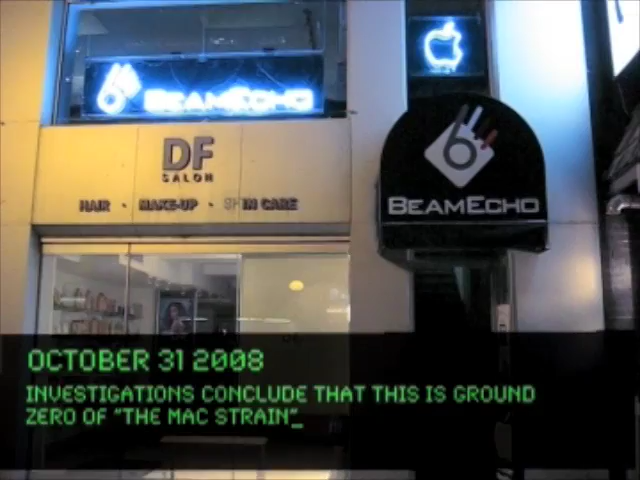 BEAMECHO
DF
SALON
HAIR · MAKE-UP · SKIN CARE
6
BEAMECHO
OCTOBER 31 2008
INVESTIGATIONS CONCLUDE THAT THIS IS GROUND
ZERO OF "THE MAC STRAIN"_